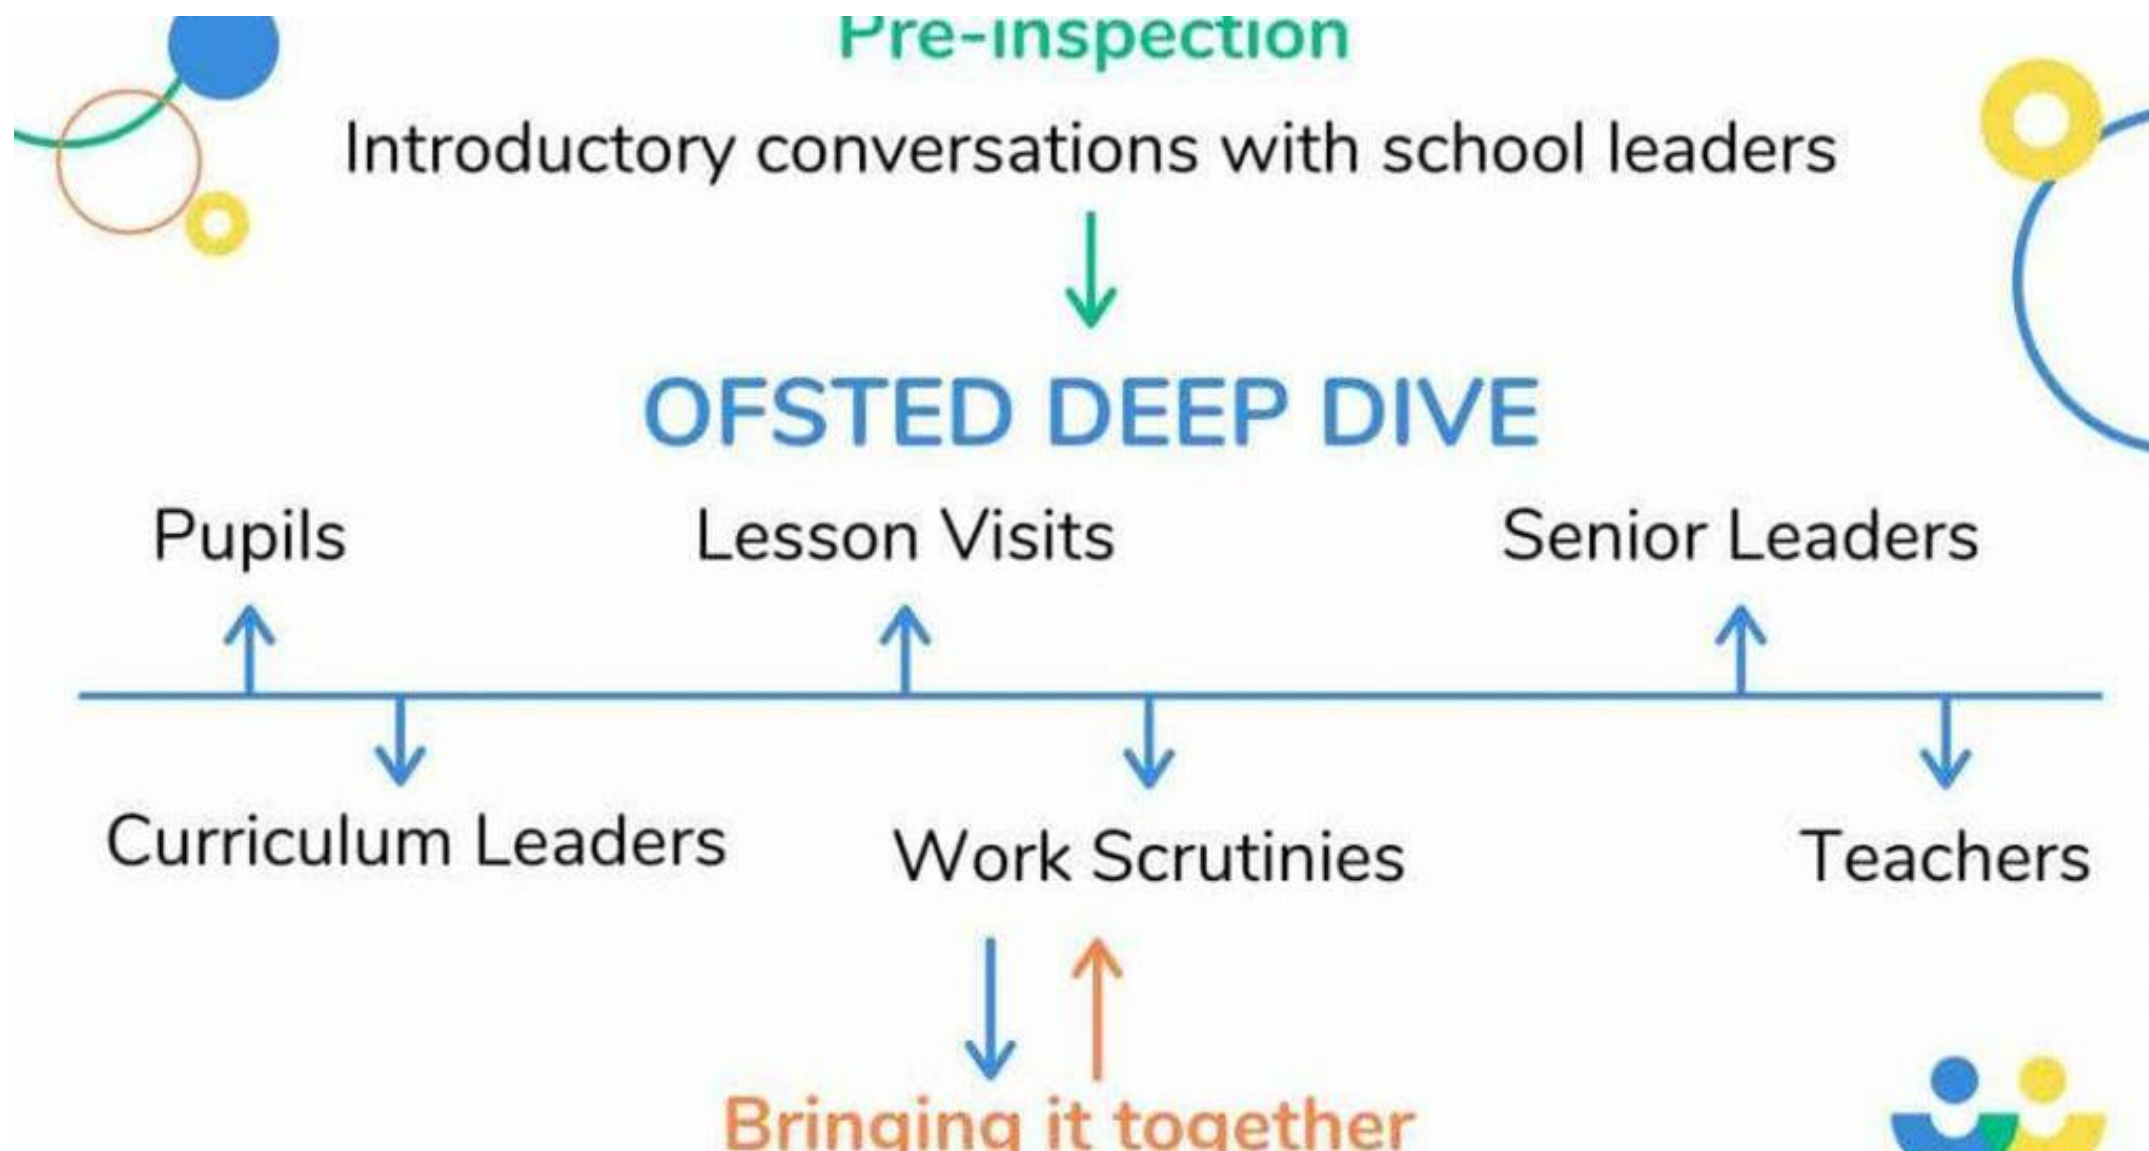 Pre-inspection
Introductory conversations with school leaders
OFSTED DEEP DIVE
Pupils
Lesson Visits
Senior Leaders
Curriculum Leaders
Work Scrutinies
Teachers
Bringing it together